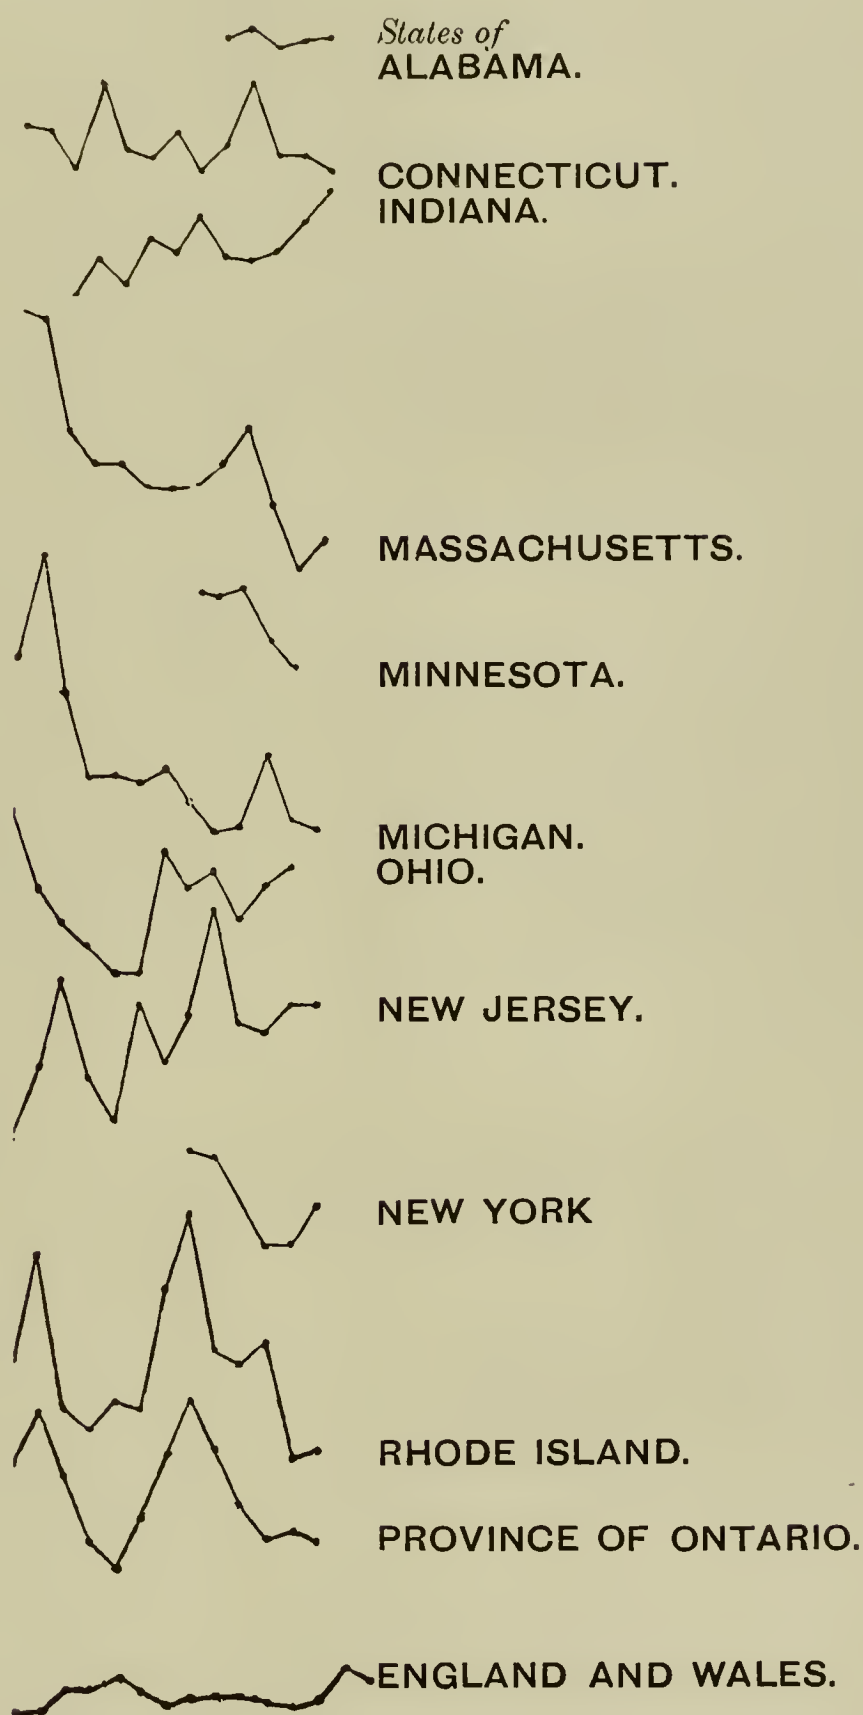 States of
ALABAMA.
CONNECTICUT.
INDIANA.
MASSACHUSETTS.
MINNESOTA.
MICHIGAN.
OHIO.
NEW JERSEY.
NEW YORK
RHODE ISLAND.
PROVINCE OF ONTARIO.
ENGLAND AND WALES.